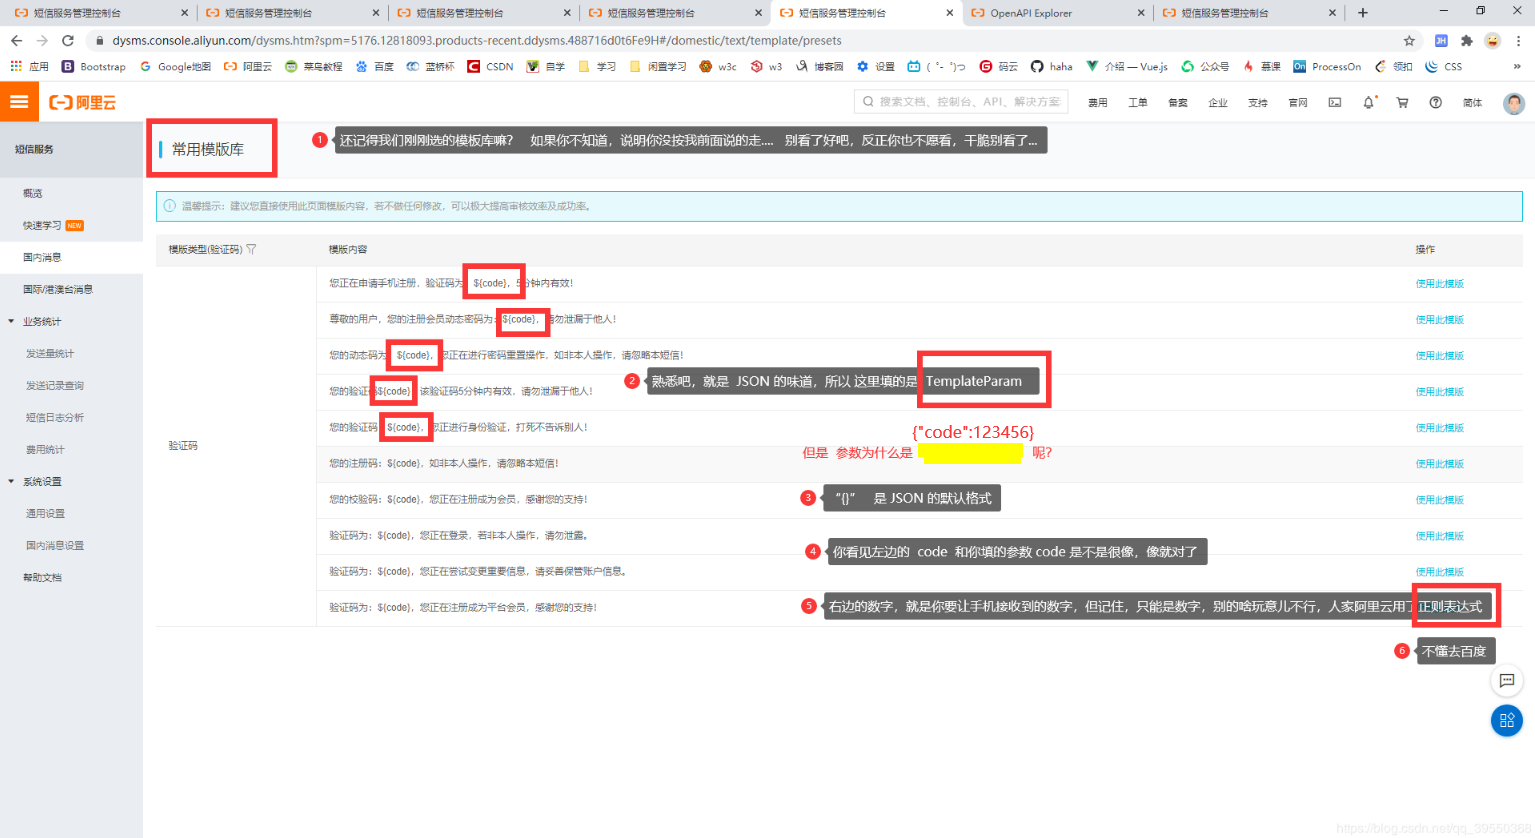 短信服务管理控制台
短信服务管理控制台
短信服务管理控制台
短信服务管理控制台
短信服务管理控制台
OpenAPI Explorer
短信服务管理控制台
dysms.console.aliyun.com/dysms.htm?spm=5176.12818093.products-recent.ddysms.488716d0t6Fe9H#/domestic/text/template/presets
应用 Bootstrap Google地图 阿里云 菜鸟教程 百度 蓝桥杯 CSDN 自学 学习 闲置学习 w3c w3 博客园 设置 ( ゜- ゜)つ 码云 haha 介绍 — Vue.js 公众号 慕课 ProcessOn 领扣 CSS
阿里云
搜索文档、控制台、API、解决方案
费用 工单 备案 企业 支持 官网 简体
短信服务
概览
快速学习 NEW
国内消息
国际/港澳台消息
业务统计
发送量统计
发送记录查询
短信日志分析
费用统计
系统设置
通用设置
国内消息设置
帮助文档
常用模版库
1 还记得我们刚刚选的模板库嘛? 如果你不知道，说明你没按我前面说的走.... 别看了好吧，反正你也不愿看，干脆别看了...
温馨提示：建议您直接使用此页面模版内容，若不做任何修改，可以极大提高审核效率及成功率。
模版类型(验证码) 模版内容 操作
验证码
您正在申请手机注册，验证码为：${code}，5分钟内有效！ 使用此模版
尊敬的用户，您的注册会员动态密码为：${code}，请勿泄漏于他人！ 使用此模版
您的动态码为：${code}，您正在进行密码重置操作，如非本人操作，请忽略本短信！ 使用此模版
您的验证码${code}，该验证码5分钟内有效，请勿泄漏于他人！ 使用此模版
您的验证码：${code}，您正进行身份验证，打死不告诉别人！ 使用此模版
您的注册码：${code}，如非本人操作，请忽略本短信！ 使用此模版
您的校验码：${code}，您正在注册成为会员，感谢您的支持！ 使用此模版
验证码为：${code}，您正在登录，若非本人操作，请勿泄露。 使用此模版
验证码为：${code}，您正在尝试变更重要信息，请妥善保管账户信息。 使用此模版
验证码为：${code}，您正在注册成为平台会员，感谢您的支持！
2 熟悉吧，就是 JSON 的味道，所以 这里填的是 TemplateParam
{"code":123456}
但是 参数为什么是 呢?
3 “{}” 是 JSON 的默认格式
4 你看见左边的 code 和你填的参数 code 是不是很像，像就对了
5 右边的数字，就是你要让手机接收到的数字，但记住，只能是数字，别的啥玩意儿不行，人家阿里云用了正则表达式
6 不懂去百度
https://blog.csdn.net/qq_39550368